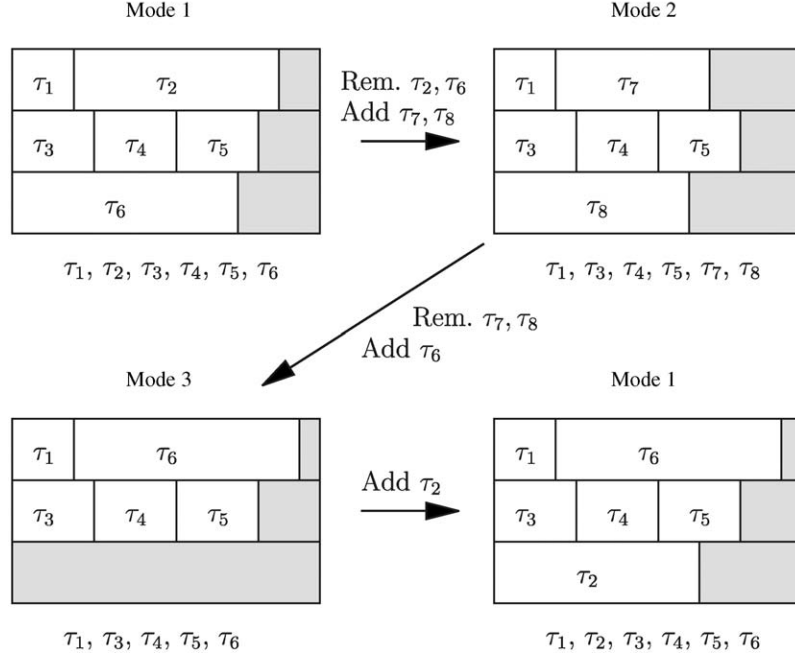 Mode 1
Mode 2
τ₁ τ₂
τ₃ τ₄ τ₅
τ₆
τ₁, τ₂, τ₃, τ₄, τ₅, τ₆
Rem. τ₂, τ₆
Add τ₇, τ₈
τ₁ τ₇
τ₃ τ₄ τ₅
τ₈
τ₁, τ₃, τ₄, τ₅, τ₇, τ₈
Rem. τ₇, τ₈
Add τ₆
Mode 3
Mode 1
τ₁ τ₆
τ₃ τ₄ τ₅
τ₁, τ₃, τ₄, τ₅, τ₆
Add τ₂
τ₁ τ₆
τ₃ τ₄ τ₅
τ₂
τ₁, τ₂, τ₃, τ₄, τ₅, τ₆